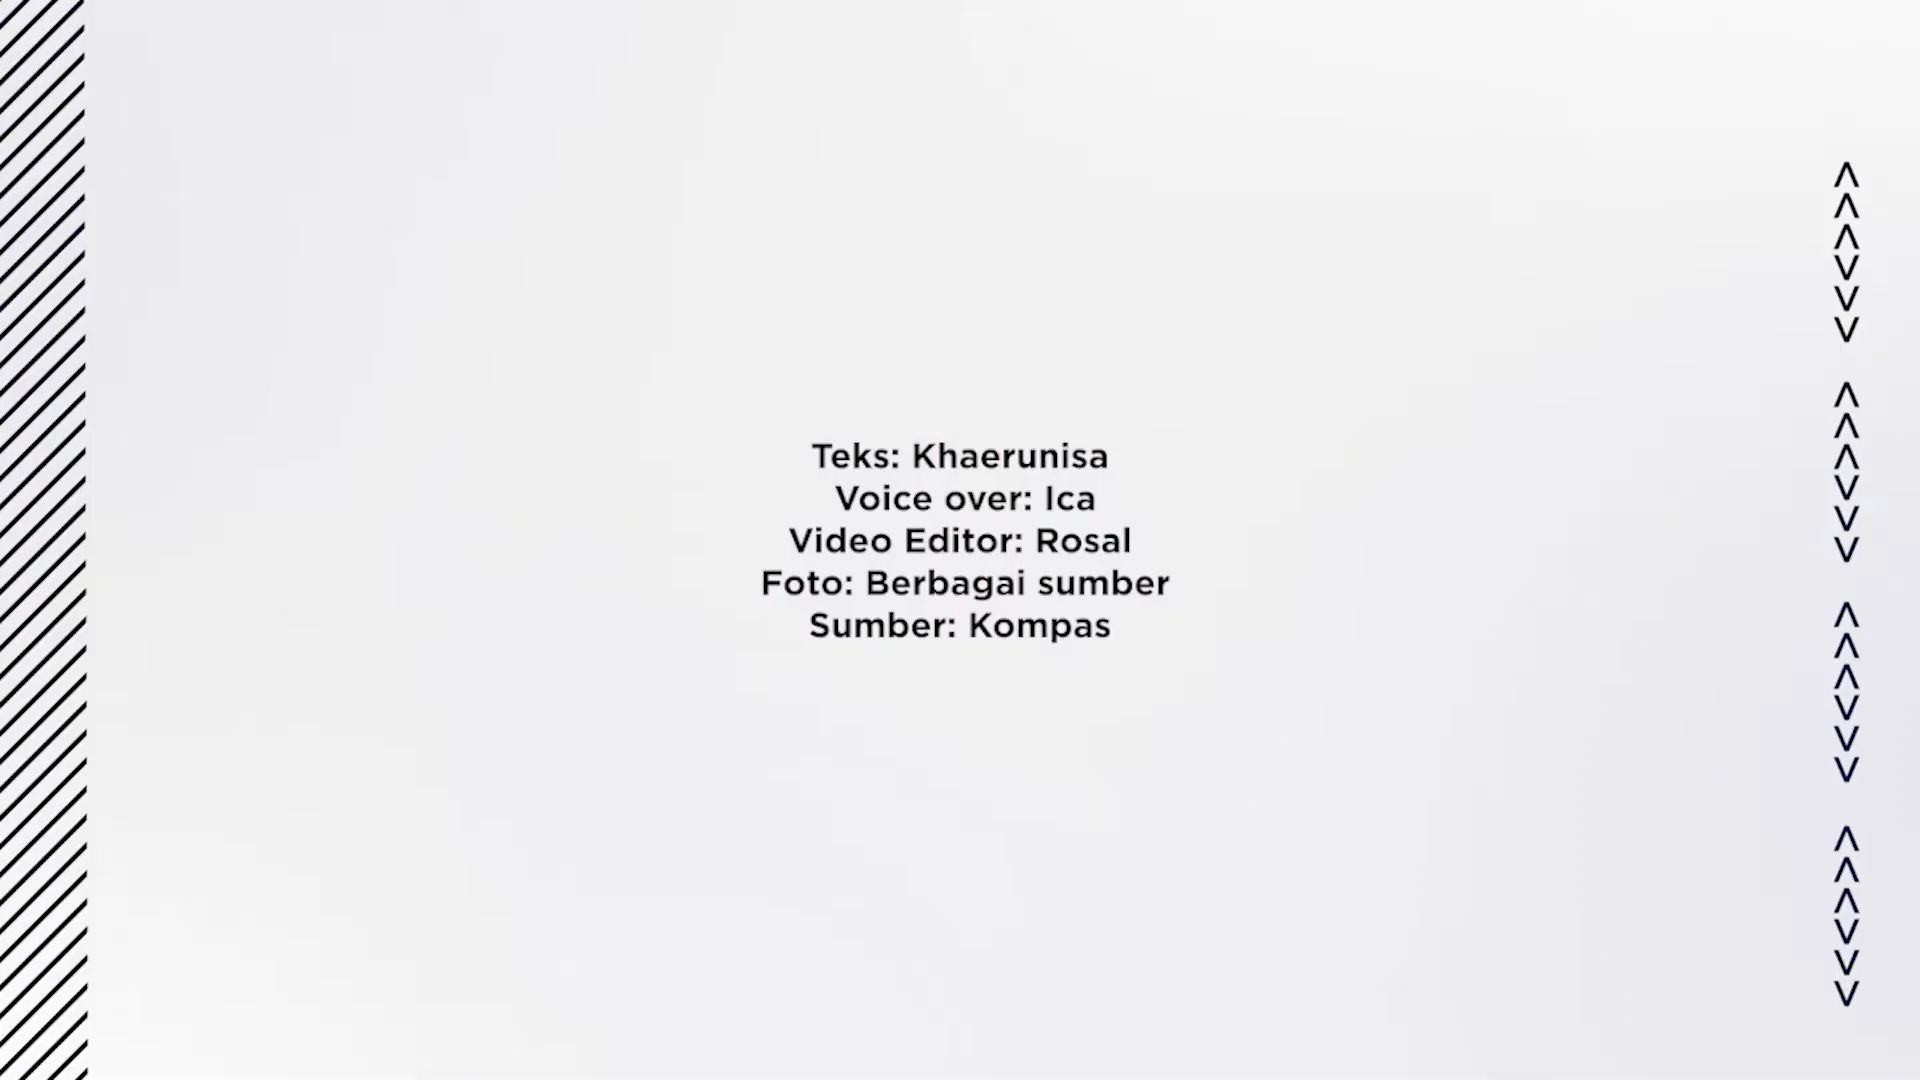 Teks: Khaerunisa
Voice over: Ica
Video Editor: Rosal
Foto: Berbagai sumber
Sumber: Kompas